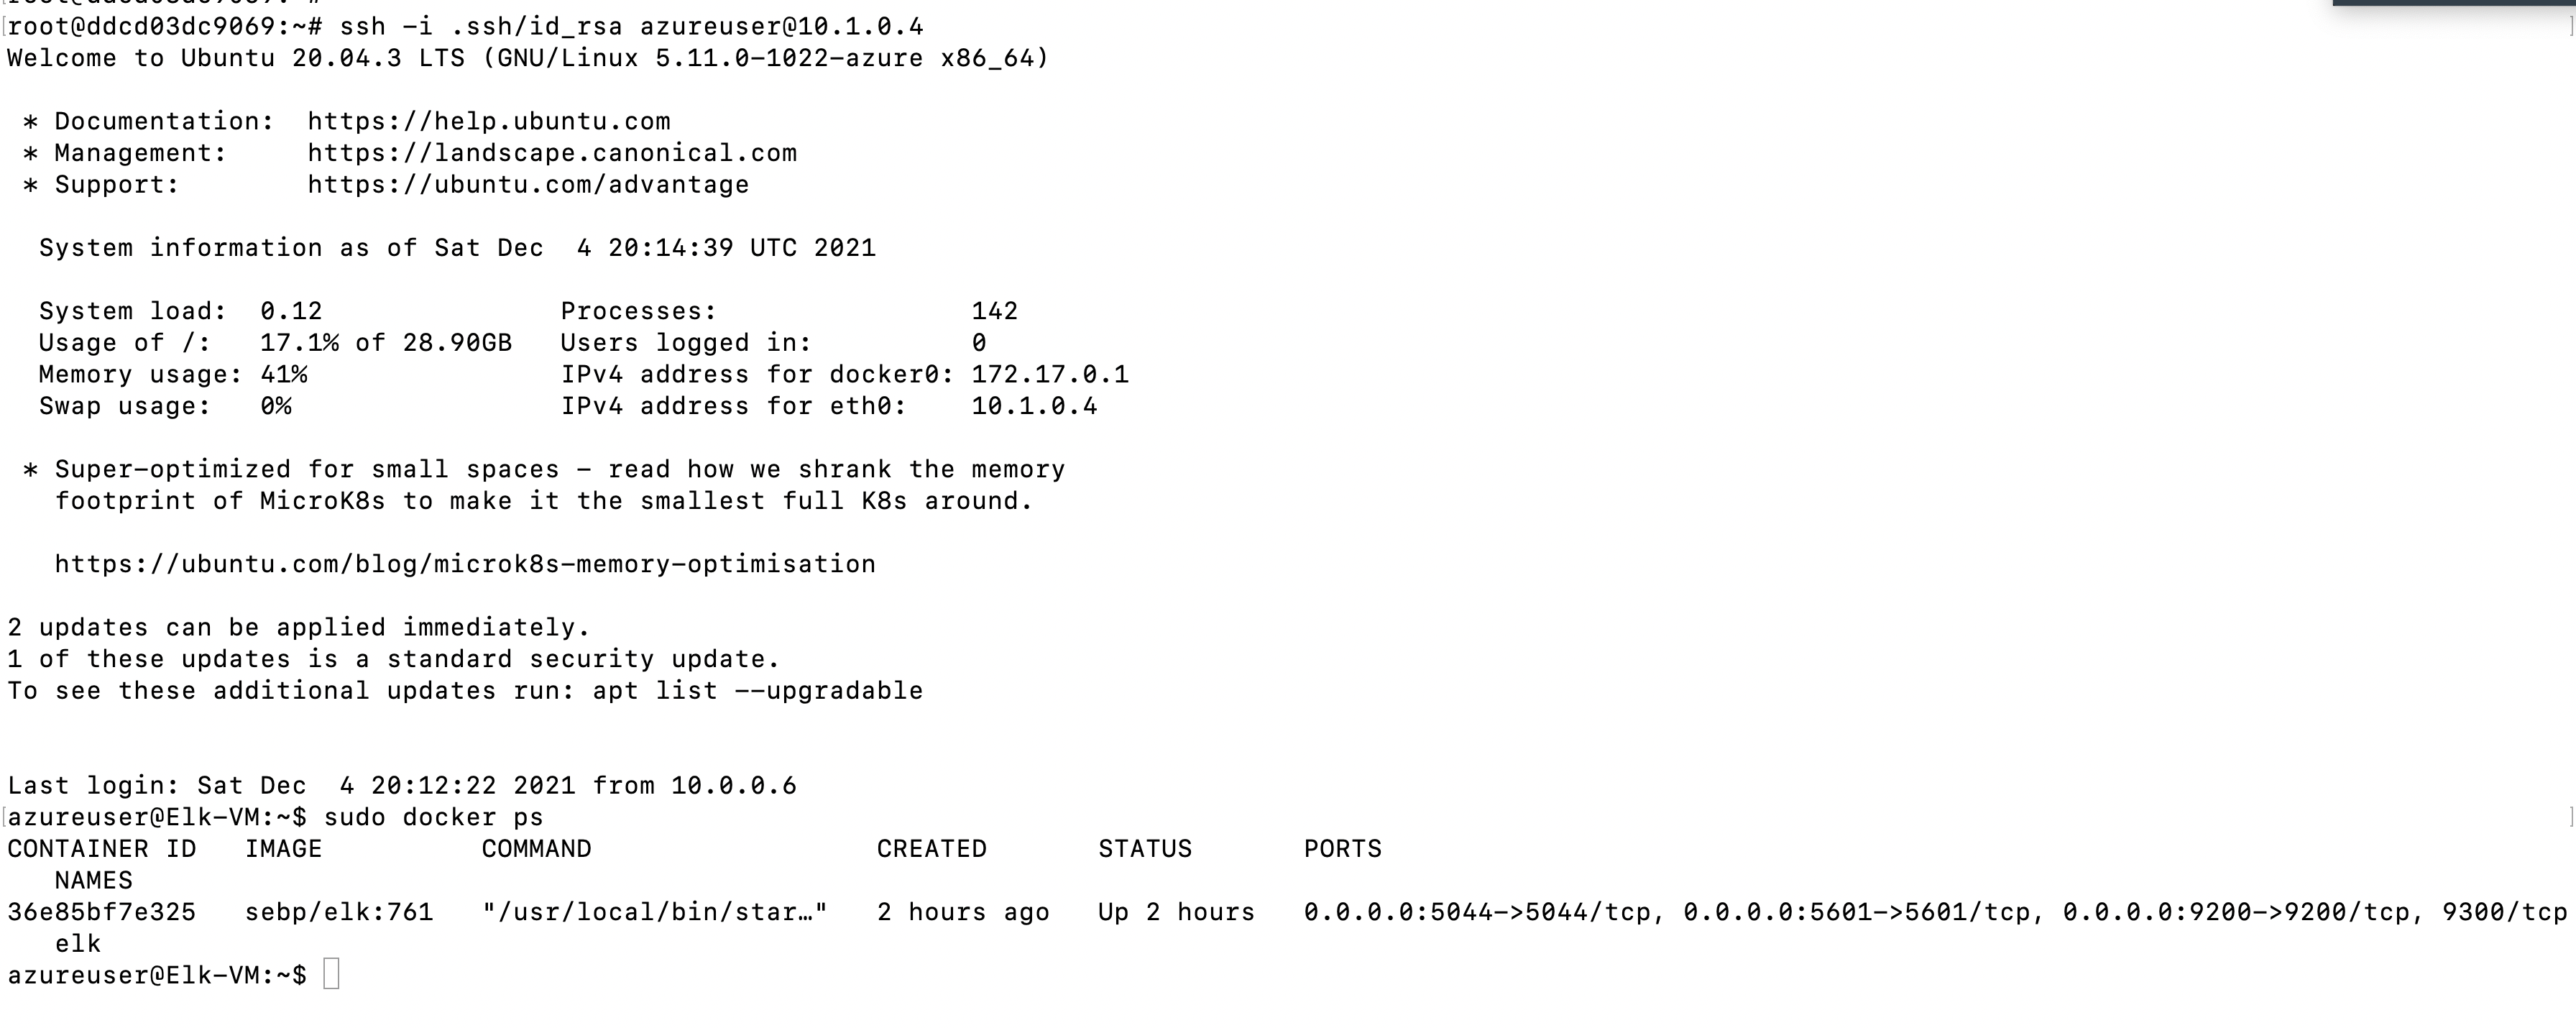 root@ddcd03dc9069:~# ssh -i .ssh/id_rsa azureuser@10.1.0.4
Welcome to Ubuntu 20.04.3 LTS (GNU/Linux 5.11.0-1022-azure x86_64)

 * Documentation:  https://help.ubuntu.com
 * Management:     https://landscape.canonical.com
 * Support:        https://ubuntu.com/advantage

  System information as of Sat Dec  4 20:14:39 UTC 2021

  System load:  0.12               Processes:                142
  Usage of /:   17.1% of 28.90GB   Users logged in:          0
  Memory usage: 41%                IPv4 address for docker0: 172.17.0.1
  Swap usage:   0%                 IPv4 address for eth0:    10.1.0.4

 * Super-optimized for small spaces - read how we shrank the memory
   footprint of MicroK8s to make it the smallest full K8s around.

   https://ubuntu.com/blog/microk8s-memory-optimisation

2 updates can be applied immediately.
1 of these updates is a standard security update.
To see these additional updates run: apt list --upgradable

Last login: Sat Dec  4 20:12:22 2021 from 10.0.0.6
azureuser@Elk-VM:~$ sudo docker ps
CONTAINER ID   IMAGE          COMMAND                  CREATED       STATUS       PORTS
   NAMES
36e85bf7e325   sebp/elk:761   "/usr/local/bin/star…"   2 hours ago   Up 2 hours   0.0.0.0:5044->5044/tcp, 0.0.0.0:5601->5601/tcp, 0.0.0.0:9200->9200/tcp, 9300/tcp
   elk
azureuser@Elk-VM:~$